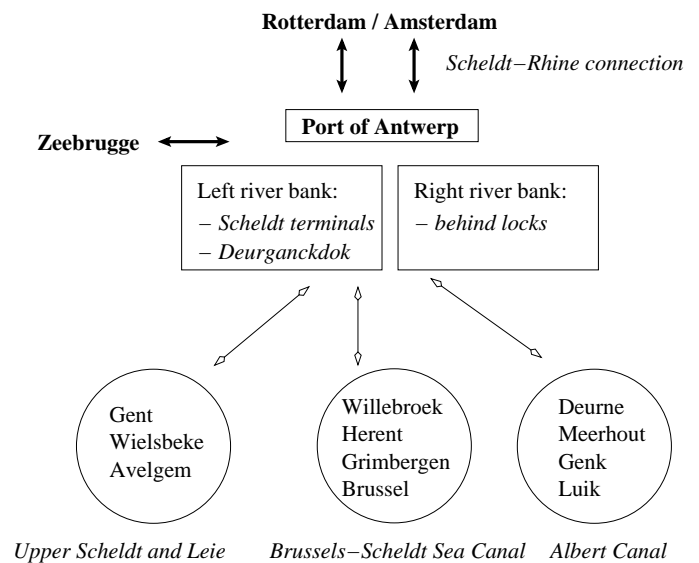 Rotterdam / Amsterdam
Scheldt–Rhine connection
Port of Antwerp
Zeebrugge
Left river bank:
– Scheldt terminals
– Deurganckdok
Right river bank:
– behind locks
Gent
Wielsbeke
Avelgem
Willebroek
Herent
Grimbergen
Brussel
Deurne
Meerhout
Genk
Luik
Upper Scheldt and Leie
Brussels–Scheldt Sea Canal
Albert Canal